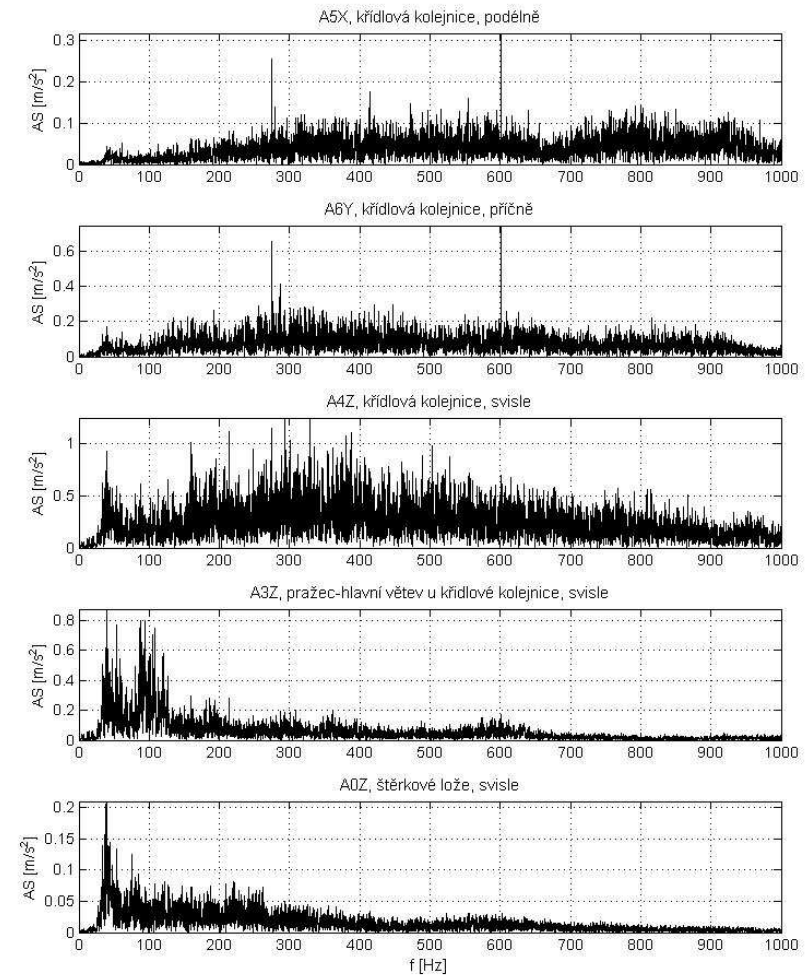 A5X, křídlová kolejnice, podélně
AS [m/s²]
0.3
0.2
0.1
0
0 100 200 300 400 500 600 700 800 900 1000
A6Y, křídlová kolejnice, příčně
AS [m/s²]
0.6
0.4
0.2
0
0 100 200 300 400 500 600 700 800 900 1000
A4Z, křídlová kolejnice, svisle
AS [m/s²]
1
0.5
0
0 100 200 300 400 500 600 700 800 900 1000
A3Z, pražec-hlavní větev u křídlové kolejnice, svisle
AS [m/s²]
0.8
0.6
0.4
0.2
0
0 100 200 300 400 500 600 700 800 900 1000
A0Z, štěrkové lože, svisle
AS [m/s²]
0.2
0.15
0.1
0.05
0
0 100 200 300 400 500 600 700 800 900 1000
f [Hz]